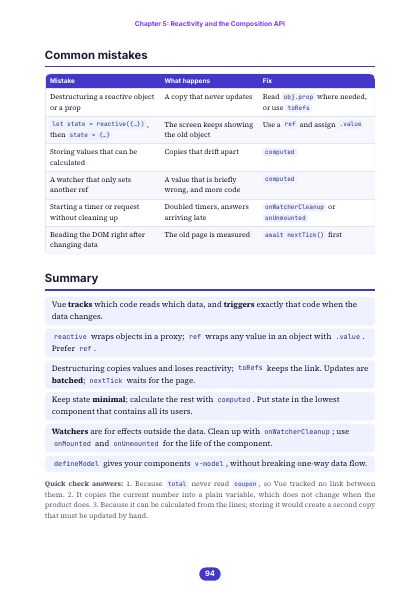 Chapter 5: Reactivity and the Composition API
Common mistakes
Mistake What happens Fix
Destructuring a reactive object A copy that never updates Read obj.prop where needed,
or a prop or use toRefs
let state = reactive({…}) , The screen keeps showing Use a ref and assign .value
then state = {…} the old object
Storing values that can be Copies that drift apart computed
calculated
A watcher that only sets A value that is briefly computed
another ref wrong, and more code
Starting a timer or request Doubled timers, answers onWatcherCleanup or
without cleaning up arriving late onUnmounted
Reading the DOM right after The old page is measured await nextTick() first
changing data
Summary
Vue tracks which code reads which data, and triggers exactly that code when the
data changes.
reactive wraps objects in a proxy; ref wraps any value in an object with .value .
Prefer ref .
Destructuring copies values and loses reactivity; toRefs keeps the link. Updates are
batched; nextTick waits for the page.
Keep state minimal; calculate the rest with computed . Put state in the lowest
component that contains all its users.
Watchers are for effects outside the data. Clean up with onWatcherCleanup ; use
onMounted and onUnmounted for the life of the component.
defineModel gives your components v-model , without breaking one-way data flow.
Quick check answers: 1. Because total never read coupon , so Vue tracked no link between
them. 2. It copies the current number into a plain variable, which does not change when the
product does. 3. Because it can be calculated from the lines; storing it would create a second copy
that must be updated by hand.
94